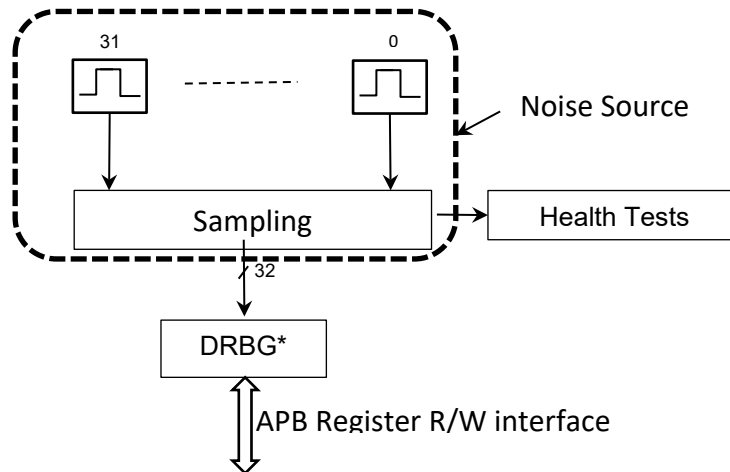 31
0
Noise Source
Sampling
Health Tests
32
DRBG*
APB Register R/W interface